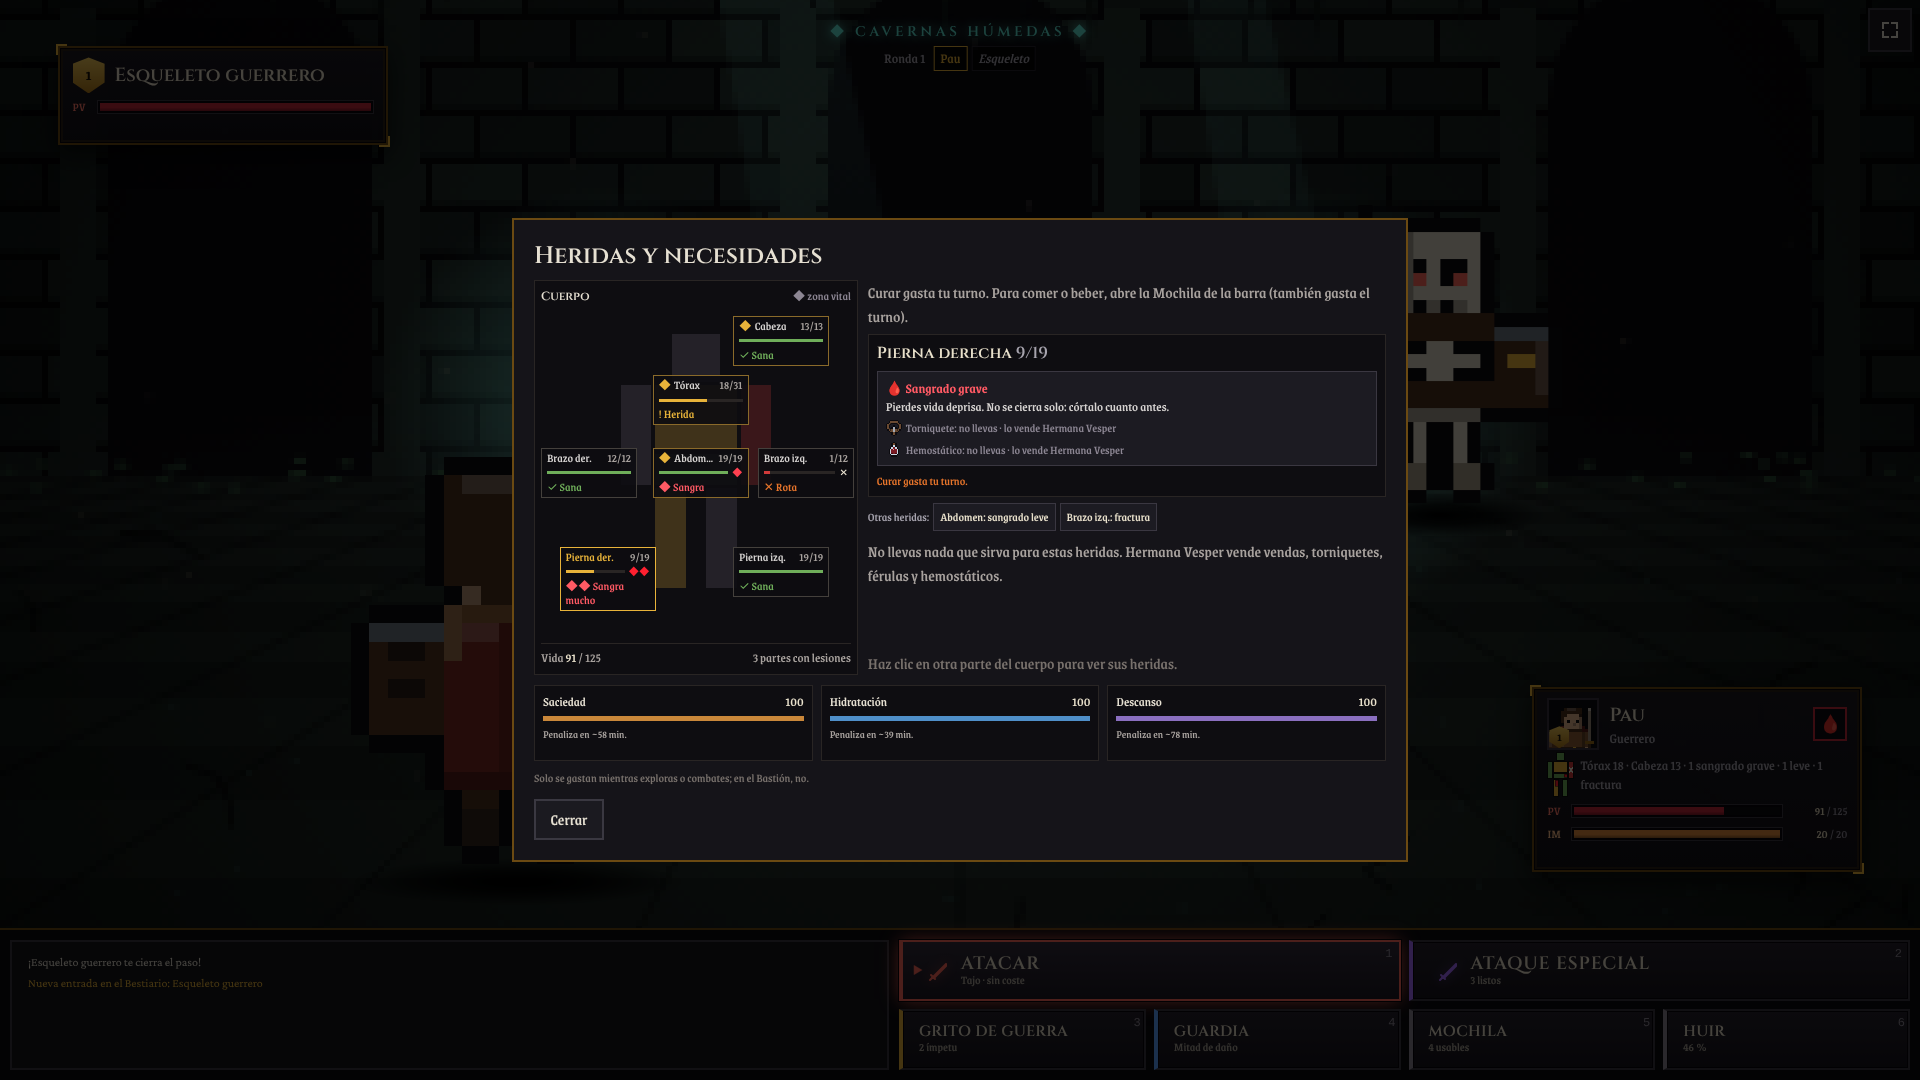 CAVERNAS HÚMEDAS
Ronda 1 Pau Esqueleto
1 ESQUELETO GUERRERO
PV
HERIDAS Y NECESIDADES
CUERPO zona vital
Cabeza 13/13
✓ Sana
Tórax 18/31
! Herida
Brazo der. 12/12
✓ Sana
Abdom... 19/19
Sangra
Brazo izq. 1/12
✕
✕ Rota
Pierna der. 9/19
Sangra
mucho
Pierna izq. 19/19
✓ Sana
Vida 91 / 125 3 partes con lesiones
Curar gasta tu turno. Para comer o beber, abre la Mochila de la barra (también gasta el
turno).
PIERNA DERECHA 9/19
Sangrado grave
Pierdes vida deprisa. No se cierra solo: córtalo cuanto antes.
Torniquete: no llevas · lo vende Hermana Vesper
Hemostático: no llevas · lo vende Hermana Vesper
Curar gasta tu turno.
Otras heridas: Abdomen: sangrado leve Brazo izq.: fractura
No llevas nada que sirva para estas heridas. Hermana Vesper vende vendas, torniquetes,
férulas y hemostáticos.
Haz clic en otra parte del cuerpo para ver sus heridas.
Saciedad 100
Penaliza en ~58 min.
Hidratación 100
Penaliza en ~39 min.
Descanso 100
Penaliza en ~78 min.
Solo se gastan mientras exploras o combates; en el Bastión, no.
Cerrar
PAU
Guerrero
1
Tórax 18 · Cabeza 13 · 1 sangrado grave · 1 leve · 1
fractura
PV 91 / 125
IM 20 / 20
¡Esqueleto guerrero te cierra el paso!
Nueva entrada en el Bestiario: Esqueleto guerrero
ATACAR 1
Tajo · sin coste
ATAQUE ESPECIAL 2
3 listos
GRITO DE GUERRA 3
2 ímpetu
GUARDIA 4
Mitad de daño
MOCHILA 5
4 usables
HUIR 6
46 %